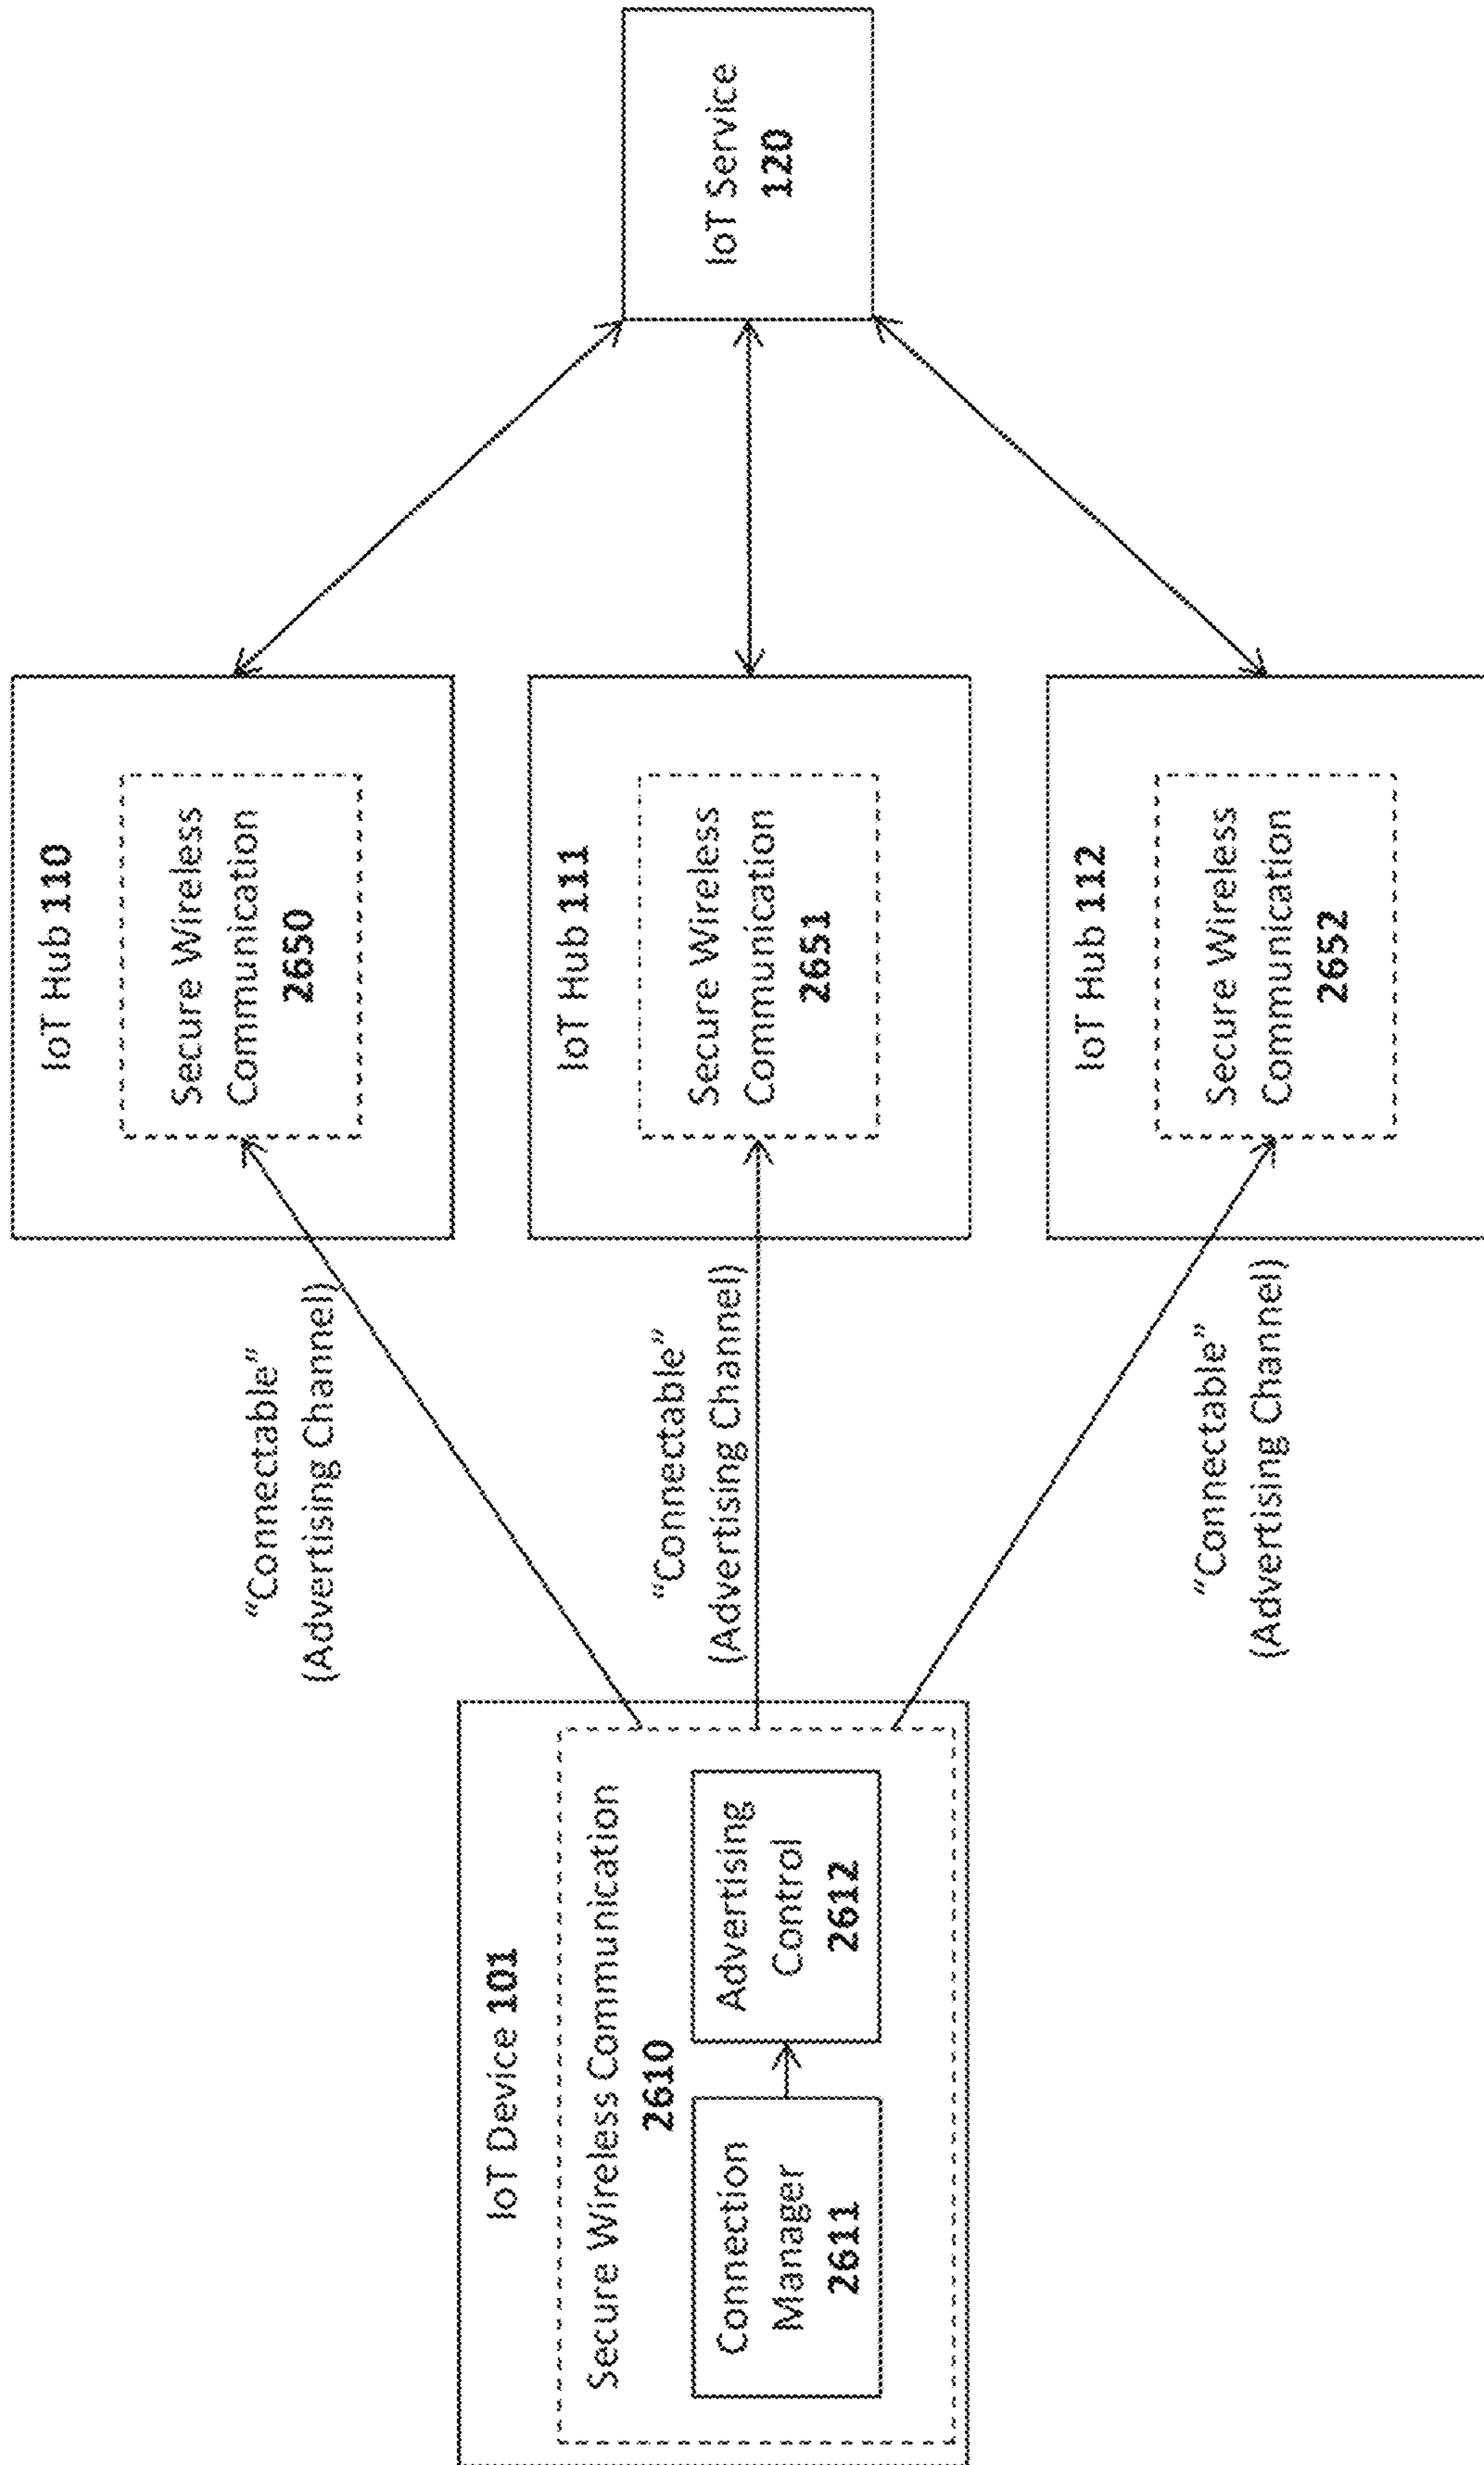 IoT Device 101
Secure Wireless Communication
2610
Connection
Manager
2611
Advertising
Control
2612
“Connectable”
(Advertising Channel)
“Connectable”
(Advertising Channel)
“Connectable”
(Advertising Channel)
IoT Hub 110
Secure Wireless
Communication
2650
IoT Hub 111
Secure Wireless
Communication
2651
IoT Hub 112
Secure Wireless
Communication
2652
IoT Service
120